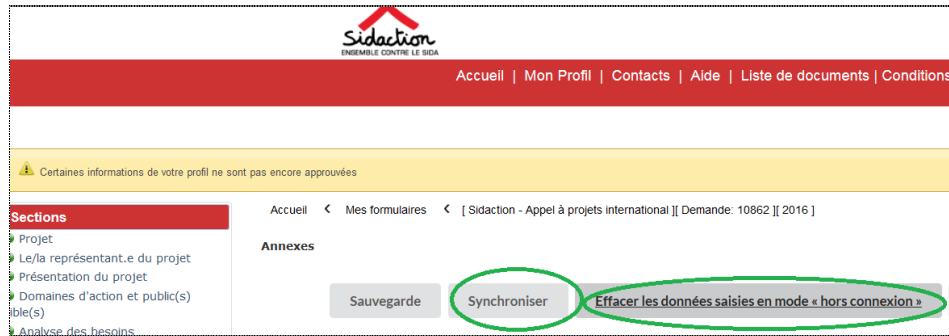 Sidaction
ENSEMBLE CONTRE LE SIDA
Accueil | Mon Profil | Contacts | Aide | Liste de documents | Conditions
Certaines informations de votre profil ne sont pas encore approuvées
Sections
Projet
Le/la représentant.e du projet
Présentation du projet
Domaines d'action et public(s)
ible(s)
Analyse des besoins
Accueil < Mes formulaires < [ Sidaction - Appel à projets international ][ Demande: 10862 ][ 2016 ]
Annexes
Sauvegarde
Synchroniser
Effacer les données saisies en mode « hors connexion »